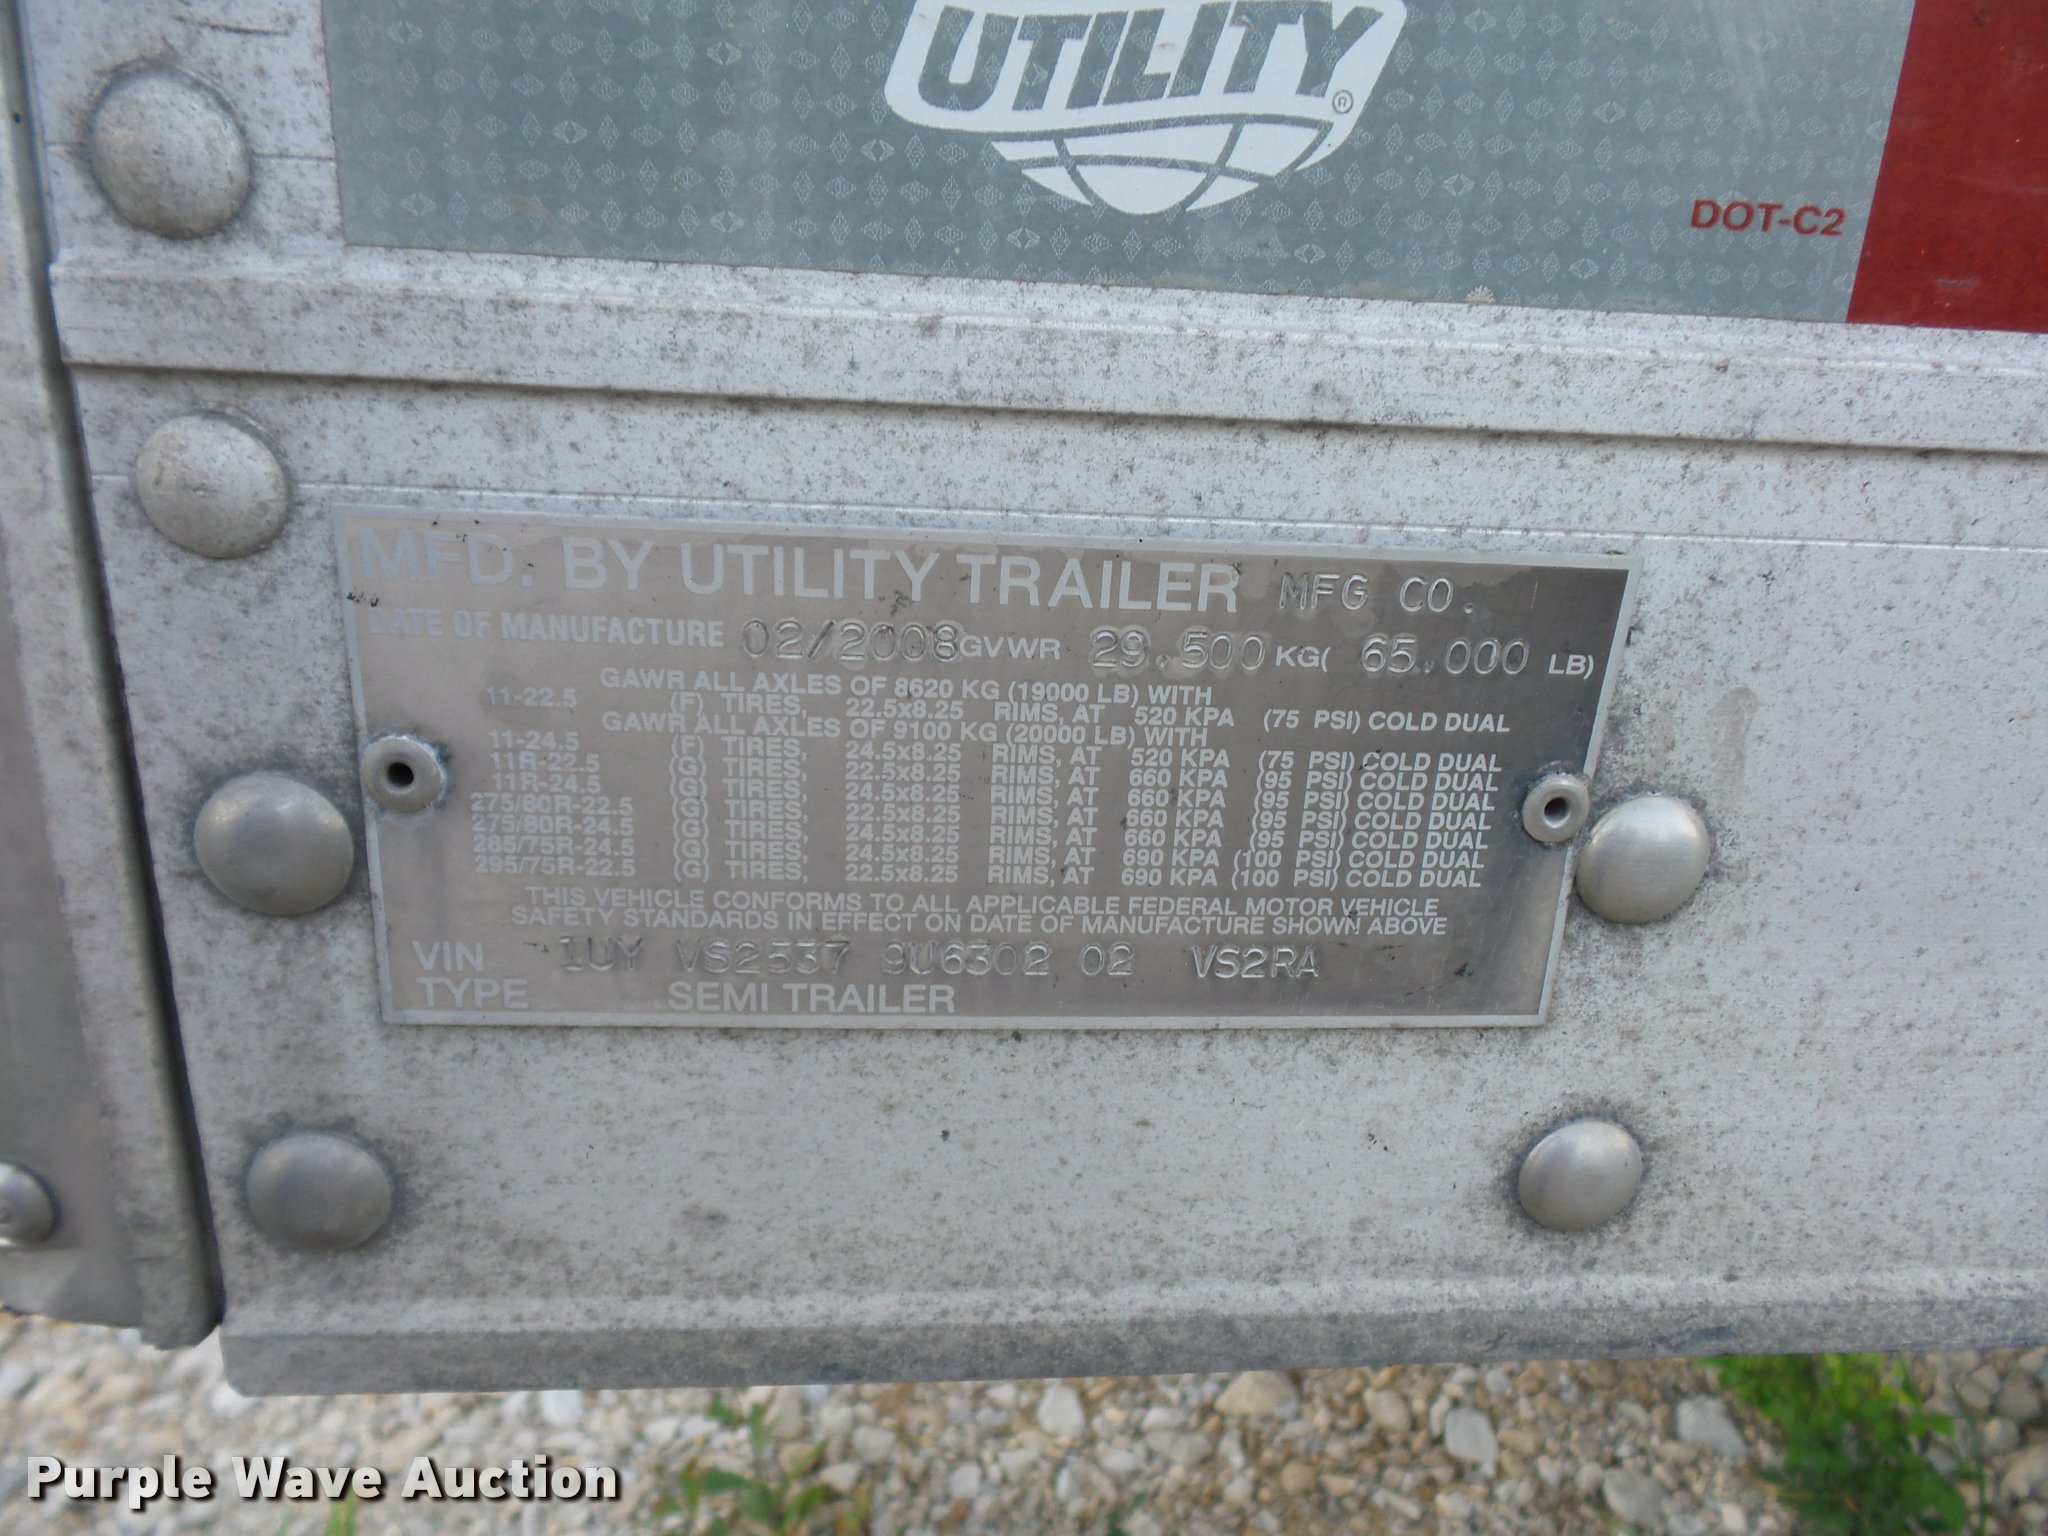 UTILITY®
DOT-C2
MFD. BY UTILITY TRAILER MFG CO.
DATE OF MANUFACTURE 02/2008 GVWR 29.500 KG( 65.000 LB)
GAWR ALL AXLES OF 8620 KG (19000 LB) WITH
11-22.5 (F) TIRES, 22.5x8.25 RIMS, AT 520 KPA (75 PSI) COLD DUAL
GAWR ALL AXLES OF 9100 KG (20000 LB) WITH
11-24.5 (F) TIRES, 24.5x8.25 RIMS, AT 520 KPA (75 PSI) COLD DUAL
11R-22.5 (G) TIRES, 22.5x8.25 RIMS, AT 660 KPA (95 PSI) COLD DUAL
11R-24.5 (G) TIRES, 24.5x8.25 RIMS, AT 660 KPA (95 PSI) COLD DUAL
275/80R-22.5 (G) TIRES, 22.5x8.25 RIMS, AT 660 KPA (95 PSI) COLD DUAL
275/80R-24.5 (G) TIRES, 24.5x8.25 RIMS, AT 660 KPA (95 PSI) COLD DUAL
285/75R-24.5 (G) TIRES, 24.5x8.25 RIMS, AT 690 KPA (100 PSI) COLD DUAL
295/75R-22.5 (G) TIRES, 22.5x8.25 RIMS, AT 690 KPA (100 PSI) COLD DUAL
THIS VEHICLE CONFORMS TO ALL APPLICABLE FEDERAL MOTOR VEHICLE
SAFETY STANDARDS IN EFFECT ON DATE OF MANUFACTURE SHOWN ABOVE
VIN 1UY VS2537 9U6302 02 VS2RA
TYPE SEMI TRAILER
Purple Wave Auction